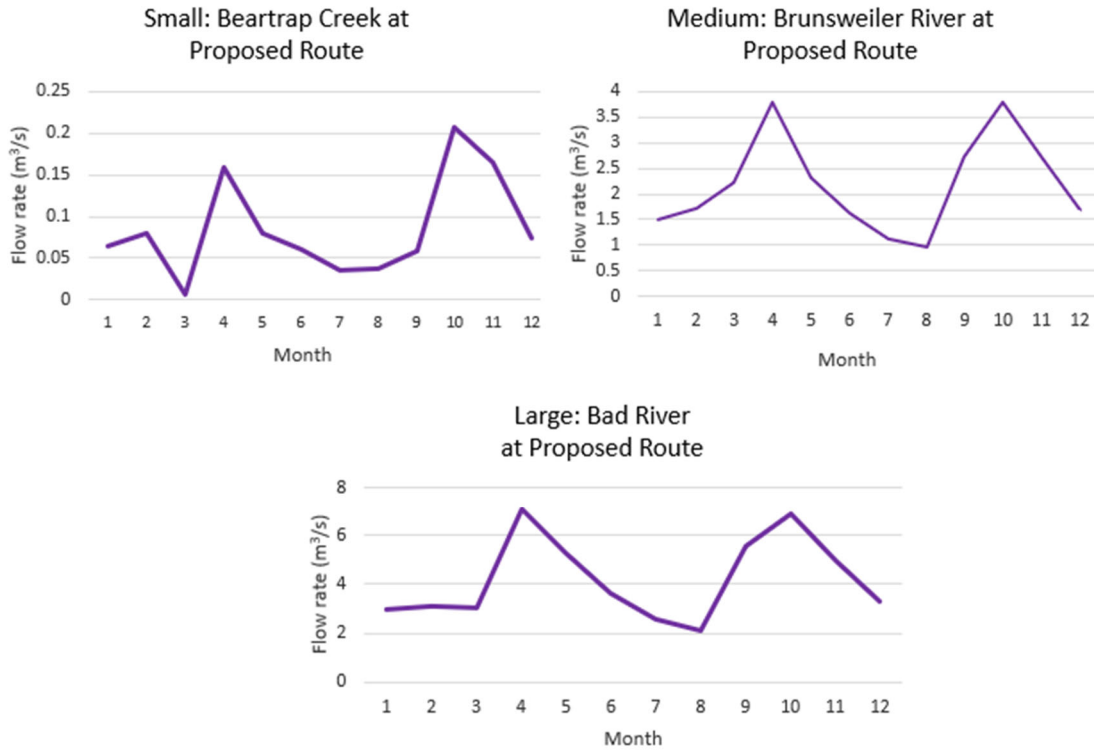 Small: Beartrap Creek at
Proposed Route
Flow rate (m³/s)
0.25
0.2
0.15
0.1
0.05
0
1 2 3 4 5 6 7 8 9 10 11 12
Month
Medium: Brunsweiler River at
Proposed Route
Flow rate (m³/s)
4
3.5
3
2.5
2
1.5
1
0.5
0
1 2 3 4 5 6 7 8 9 10 11 12
Month
Large: Bad River
at Proposed Route
Flow rate (m³/s)
8
6
4
2
0
1 2 3 4 5 6 7 8 9 10 11 12
Month